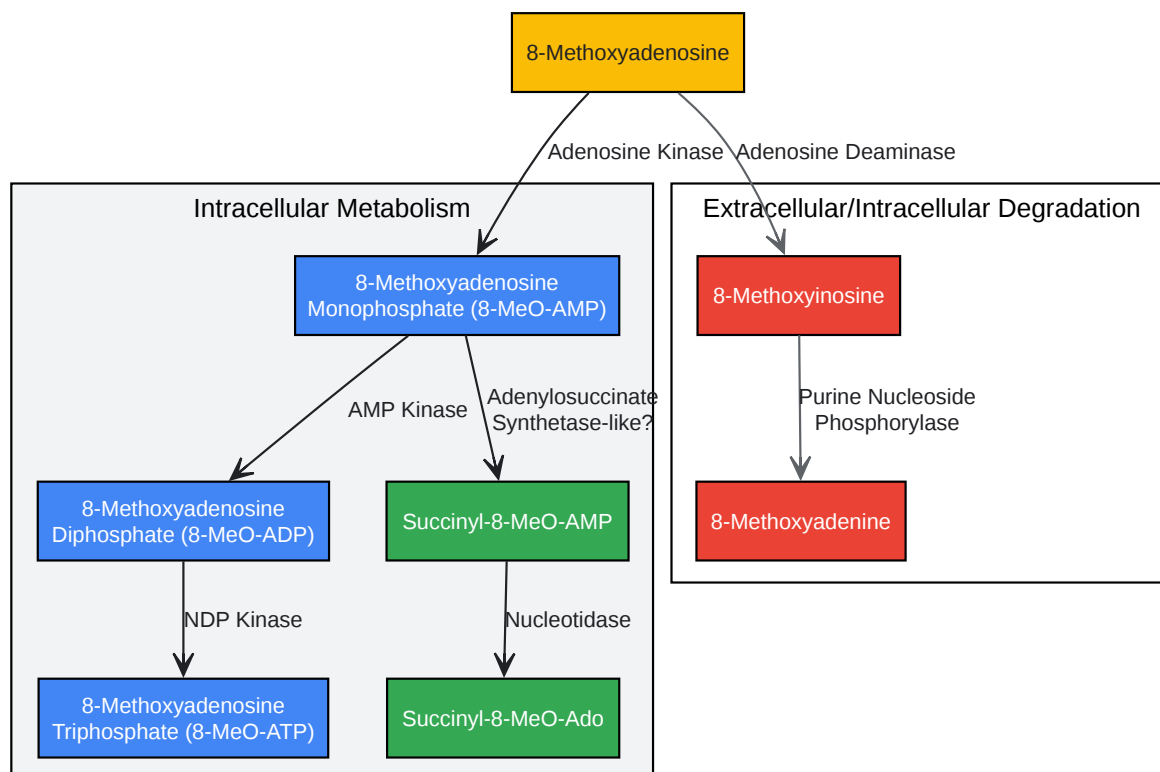 8-Methoxyadenosine
Adenosine Kinase
Adenosine Deaminase
Intracellular Metabolism
Extracellular/Intracellular Degradation
8-Methoxyadenosine
Monophosphate (8-MeO-AMP)
8-Methoxyinosine
AMP Kinase
Adenylosuccinate
Synthetase-like?
Purine Nucleoside
Phosphorylase
8-Methoxyadenosine
Diphosphate (8-MeO-ADP)
Succinyl-8-MeO-AMP
8-Methoxyadenine
NDP Kinase
Nucleotidase
8-Methoxyadenosine
Triphosphate (8-MeO-ATP)
Succinyl-8-MeO-Ado